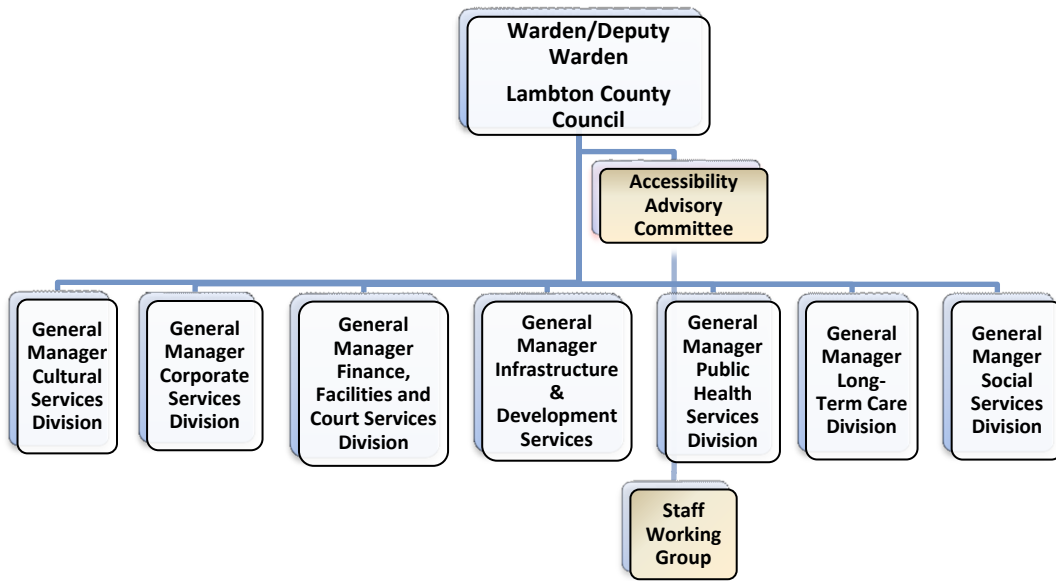 Warden/Deputy
Warden
Lambton County
Council
Accessibility
Advisory
Committee
General
Manager
Cultural
Services
Division
General
Manager
Corporate
Services
Division
General
Manager
Finance,
Facilities and
Court Services
Division
General
Manager
Infrastructure
&
Development
Services
General
Manager
Public
Health
Services
Division
General
Manager
Long-
Term Care
Division
General
Manger
Social
Services
Division
Staff
Working
Group